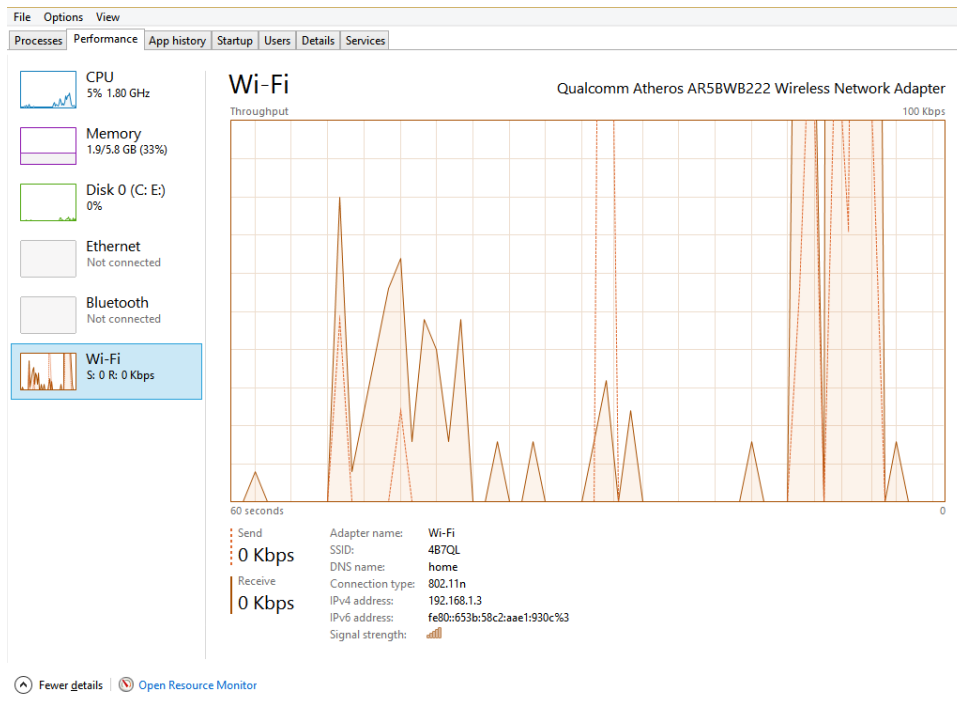 File Options View
Processes Performance App history Startup Users Details Services
CPU
5% 1.80 GHz
Memory
1.9/5.8 GB (33%)
Disk 0 (C: E:)
0%
Ethernet
Not connected
Bluetooth
Not connected
Wi-Fi
S: 0 R: 0 Kbps
Wi-Fi Qualcomm Atheros AR5BWB222 Wireless Network Adapter
Throughput 100 Kbps
60 seconds 0
Send
0 Kbps
Receive
0 Kbps
Adapter name: Wi-Fi
SSID: 4B7QL
DNS name: home
Connection type: 802.11n
IPv4 address: 192.168.1.3
IPv6 address: fe80::653b:58c2:aae1:930c%3
Signal strength:
Fewer details Open Resource Monitor